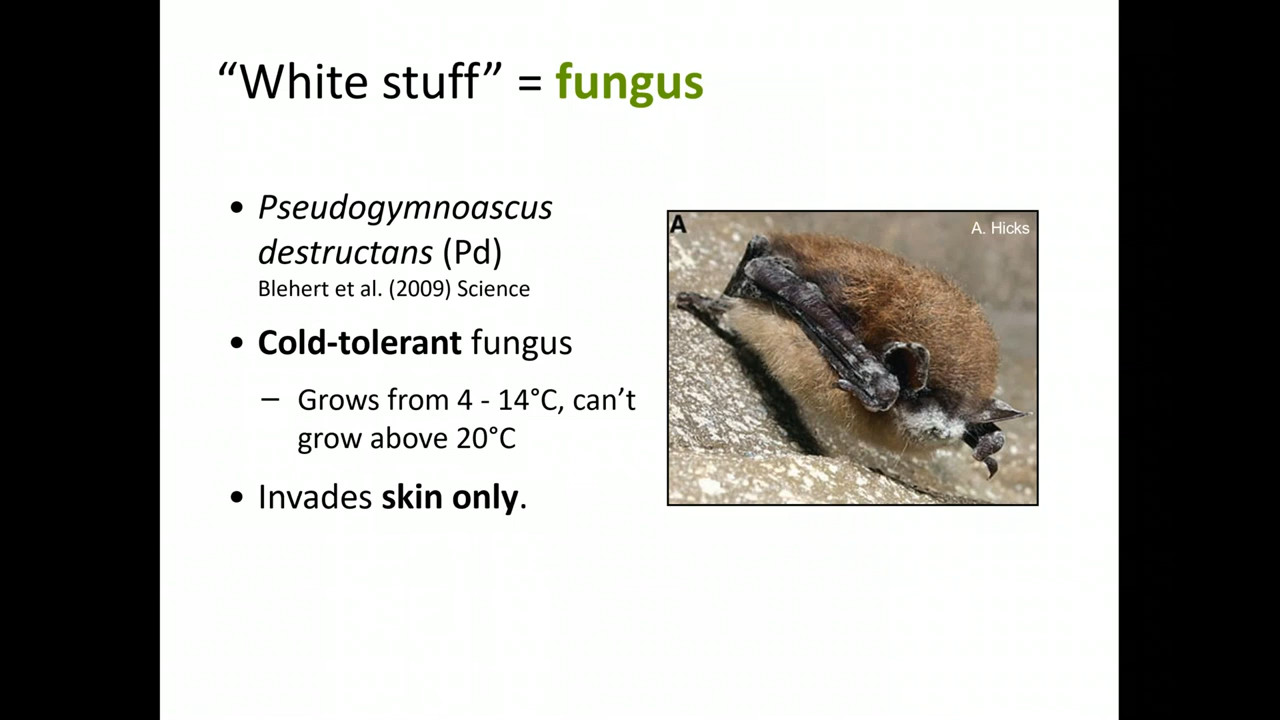 “White stuff” = fungus
• Pseudogymnoascus
destructans (Pd)
Blehert et al. (2009) Science
• Cold-tolerant fungus
– Grows from 4 - 14°C, can’t
grow above 20°C
• Invades skin only.
A
A. Hicks